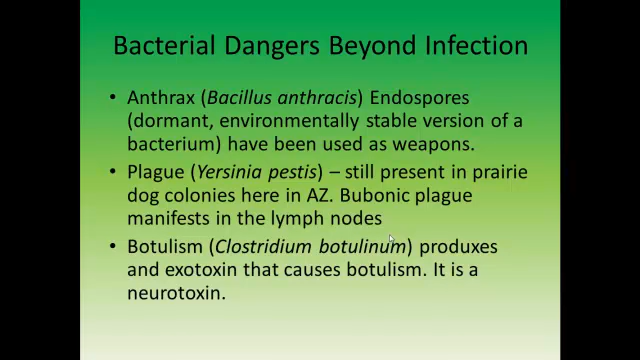 Bacterial Dangers Beyond Infection
• Anthrax (Bacillus anthracis) Endospores
(dormant, environmentally stable version of a
bacterium) have been used as weapons.
• Plague (Yersinia pestis) – still present in prairie
dog colonies here in AZ. Bubonic plague
manifests in the lymph nodes
• Botulism (Clostridium botulinum) produxes
and exotoxin that causes botulism. It is a
neurotoxin.